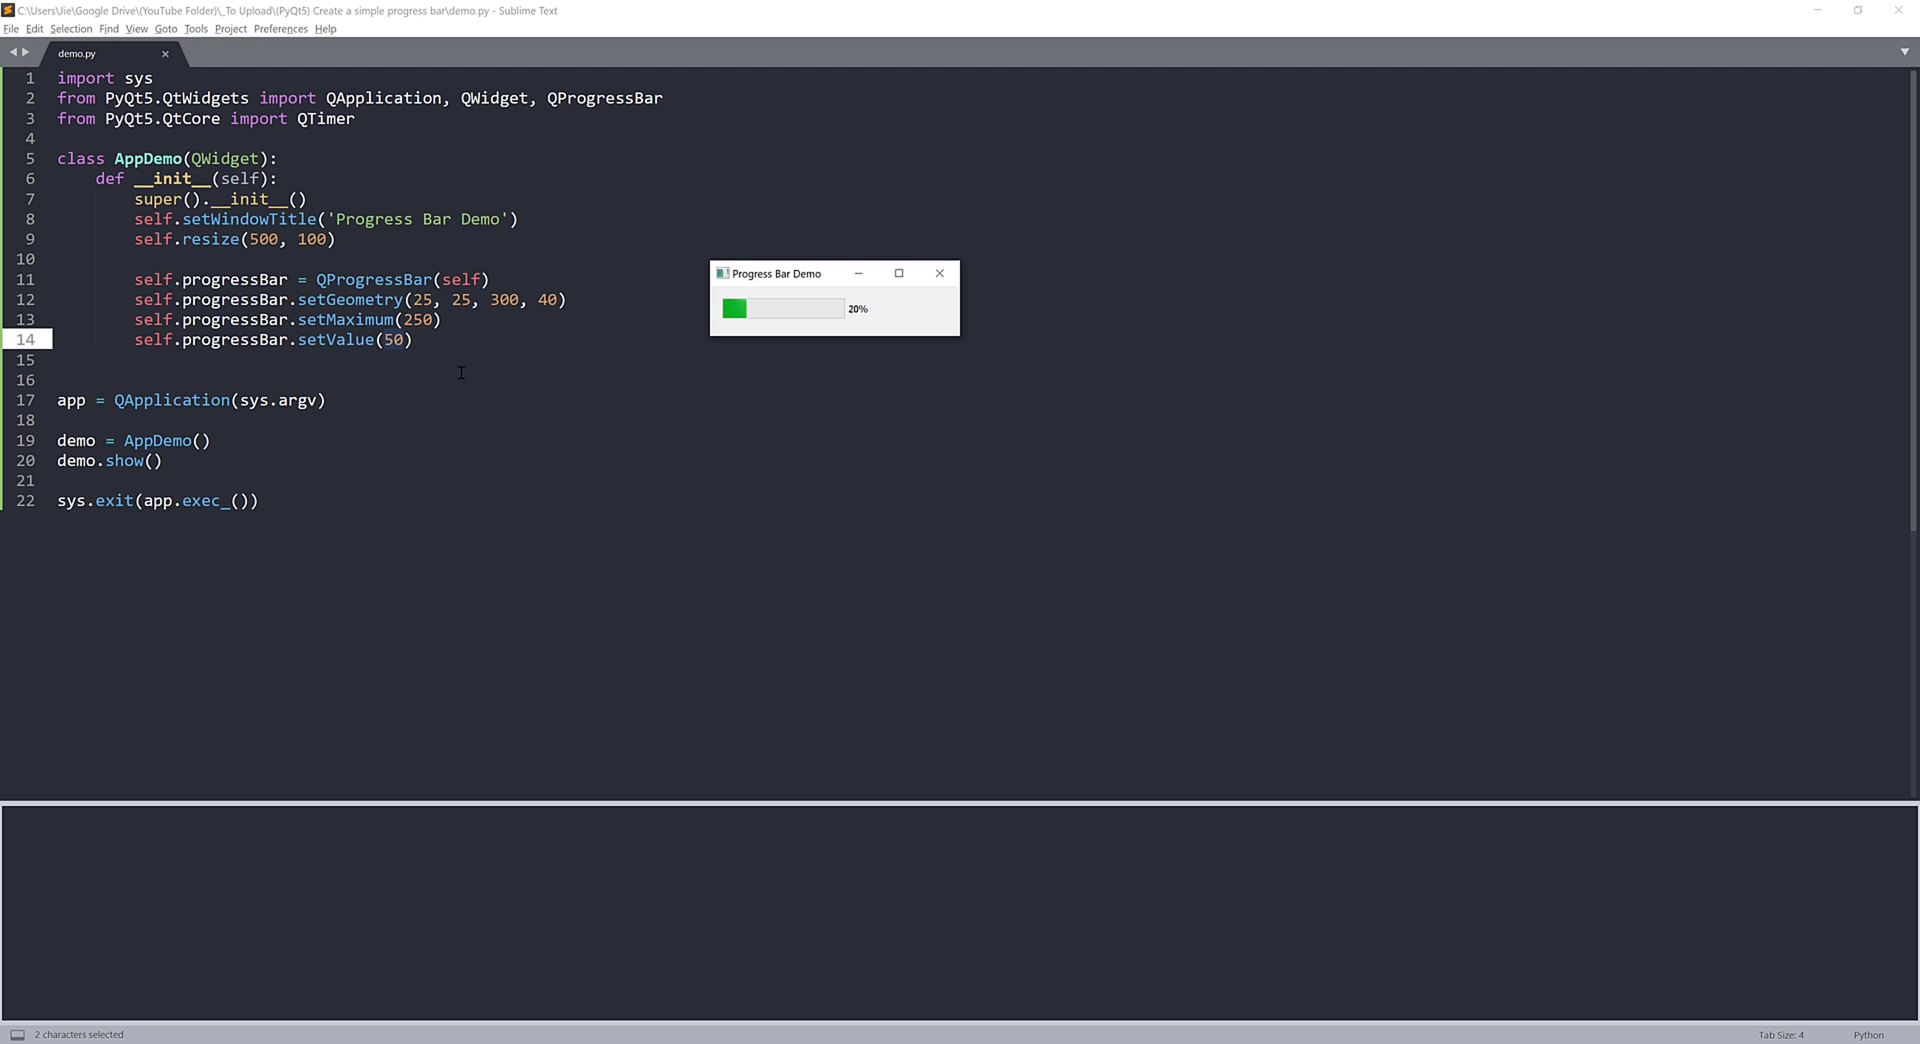 C:\Users\Jie\Google Drive\(YouTube Folder)\_To Upload\(PyQt5) Create a simple progress bar\demo.py - Sublime Text
File Edit Selection Find View Goto Tools Project Preferences Help
demo.py
1 import sys
2 from PyQt5.QtWidgets import QApplication, QWidget, QProgressBar
3 from PyQt5.QtCore import QTimer
4
5 class AppDemo(QWidget):
6 def __init__(self):
7 super().__init__()
8 self.setWindowTitle('Progress Bar Demo')
9 self.resize(500, 100)
10
11 self.progressBar = QProgressBar(self)
12 self.progressBar.setGeometry(25, 25, 300, 40)
13 self.progressBar.setMaximum(250)
14 self.progressBar.setValue(50)
15
16
17 app = QApplication(sys.argv)
18
19 demo = AppDemo()
20 demo.show()
21
22 sys.exit(app.exec_())
Progress Bar Demo
20%
2 characters selected
Tab Size: 4
Python